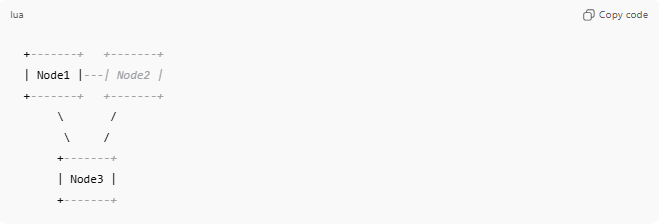 lua Copy code
+-------+   +-------+
| Node1 |---| Node2 |
+-------+   +-------+
     \       /
      \     /
     +-------+
     | Node3 |
     +-------+